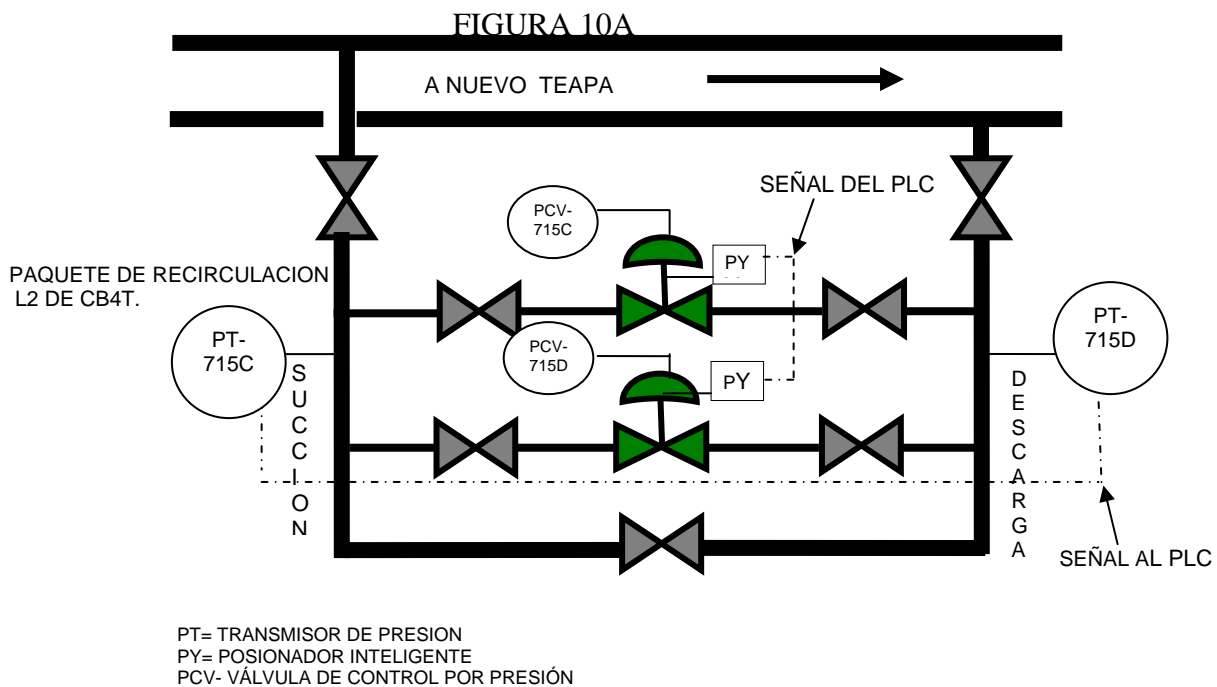 FIGURA 10A
A NUEVO TEAPA
SEÑAL DEL PLC
PCV-
715C
PY
PAQUETE DE RECIRCULACION
L2 DE CB4T.
PT-
715C
PCV-
715D
PY
PT-
715D
SUCCION
DESCARGA
SEÑAL AL PLC
PT= TRANSMISOR DE PRESION
PY= POSIONADOR INTELIGENTE
PCV- VÁLVULA DE CONTROL POR PRESIÓN